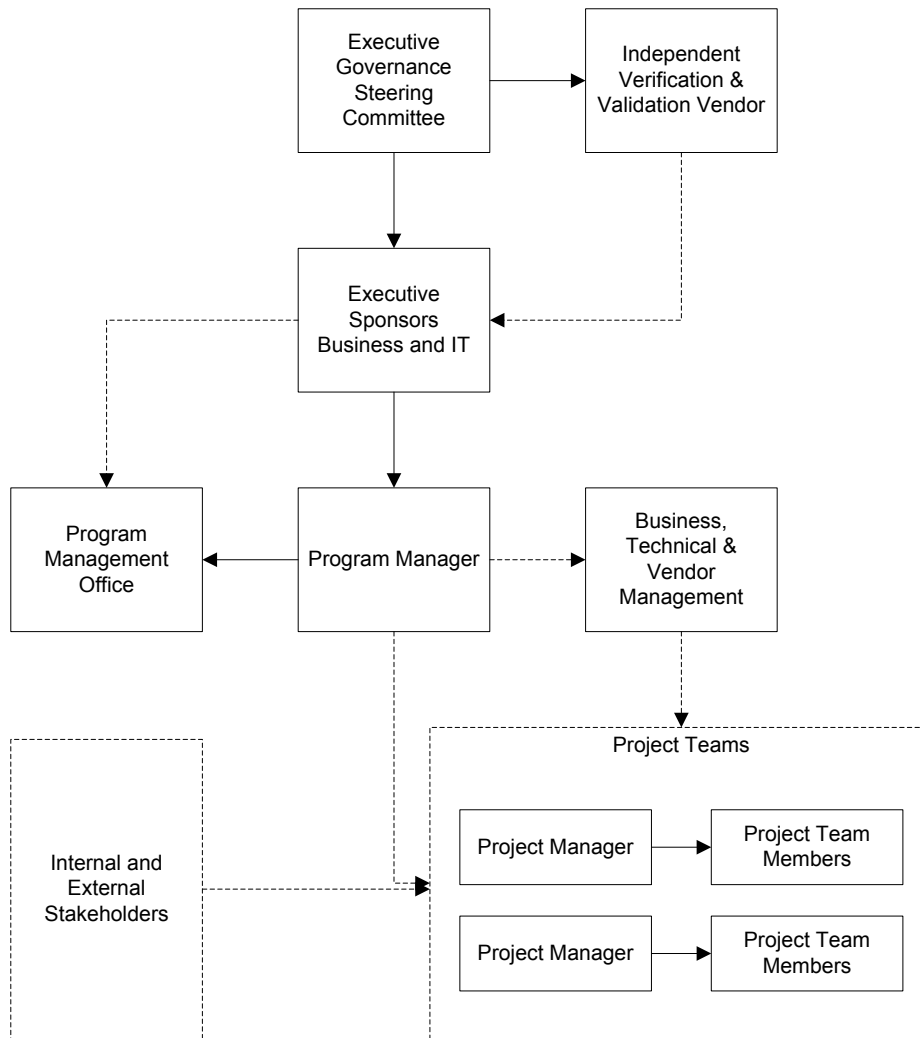 Executive
Governance
Steering
Committee
Independent
Verification &
Validation Vendor
Executive
Sponsors
Business and IT
Program
Management
Office
Program Manager
Business,
Technical &
Vendor
Management
Internal and
External
Stakeholders
Project Teams
Project Manager
Project Team
Members
Project Manager
Project Team
Members